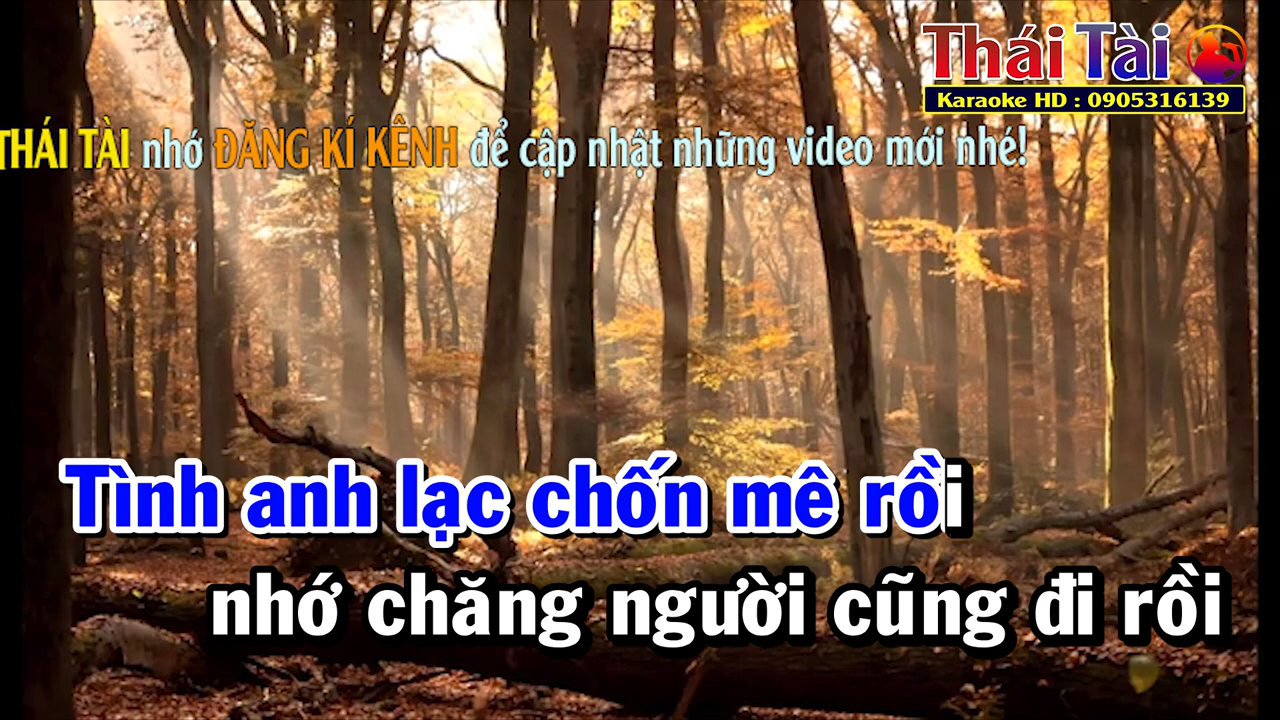 Thái Tài
Karaoke HD : 0905316139
THÁI TÀI nhớ ĐĂNG KÍ KÊNH để cập nhật những video mới nhé!
Tình anh lạc chốn mê rồi
nhớ chăng người cũng đi rồi